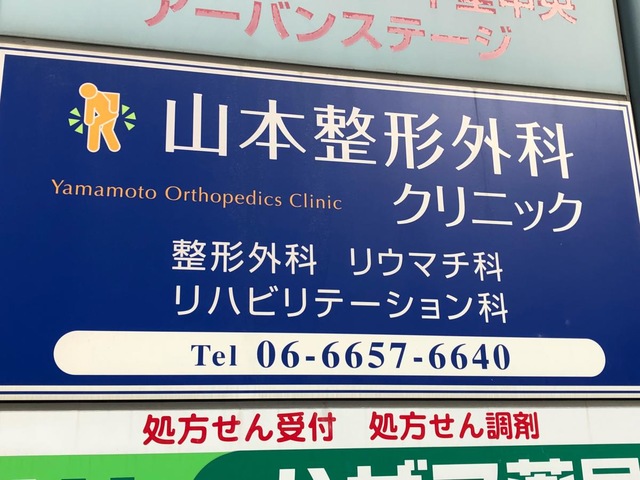 アーバンステージ
山本整形外科
Yamamoto Orthopedics Clinic
クリニック
整形外科 リウマチ科
リハビリテーション科
Tel 06-6657-6640
処方せん受付 処方せん調剤